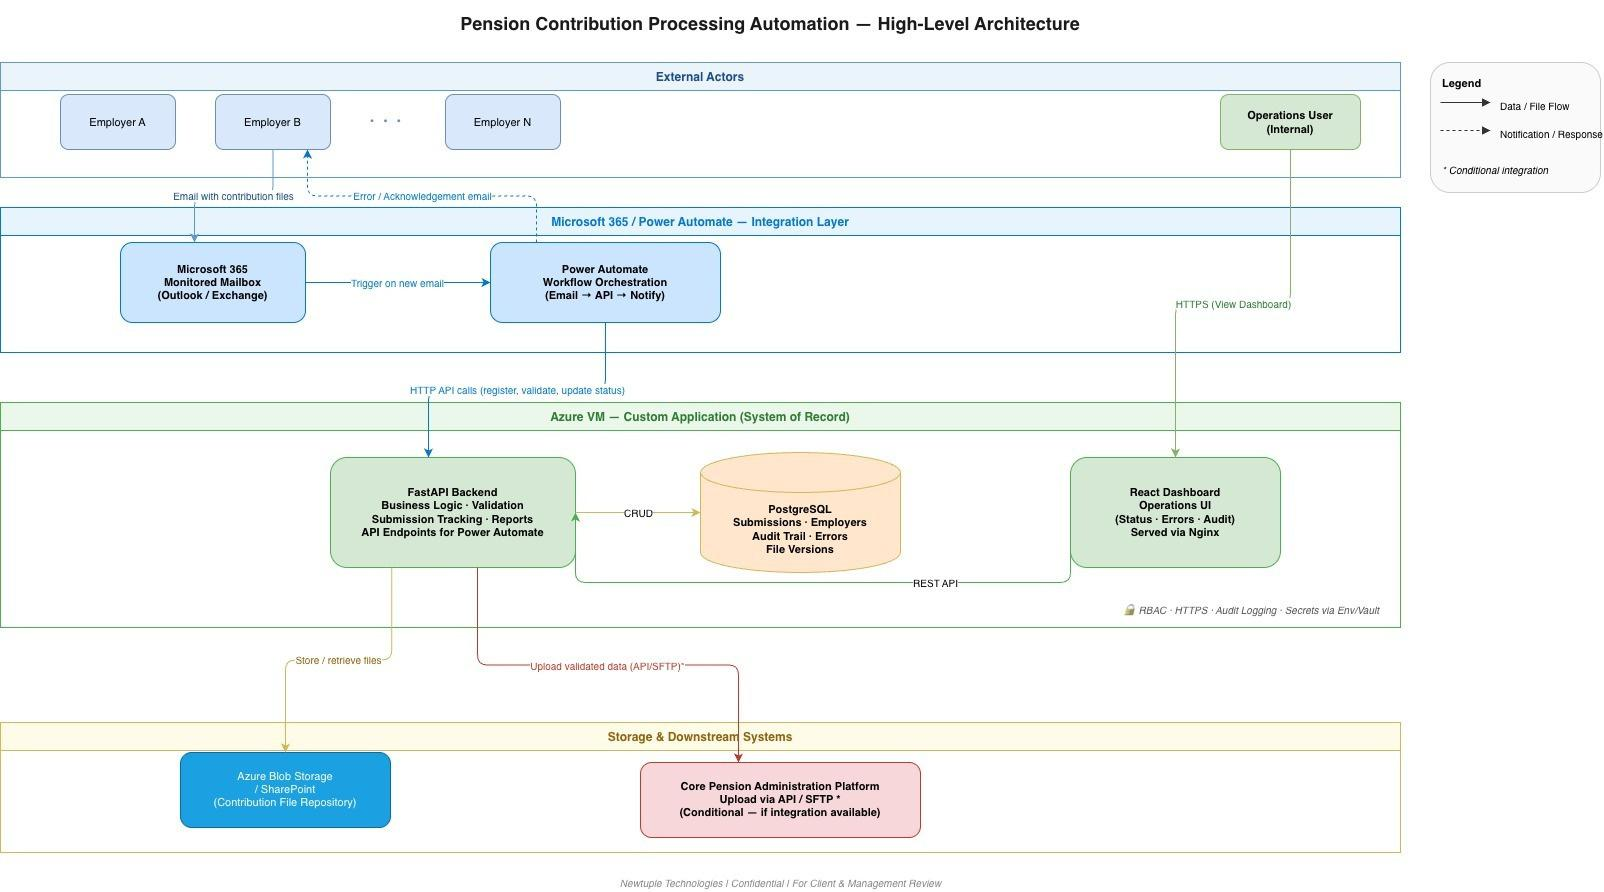 Pension Contribution Processing Automation — High-Level Architecture
External Actors
Employer A
Employer B
· · ·
Employer N
Operations User
(Internal)
Legend
Data / File Flow
Notification / Response
* Conditional integration
Email with contribution files
Error / Acknowledgement email
Microsoft 365 / Power Automate — Integration Layer
Microsoft 365
Monitored Mailbox
(Outlook / Exchange)
Trigger on new email
Power Automate
Workflow Orchestration
(Email → API → Notify)
HTTPS (View Dashboard)
HTTP API calls (register, validate, update status)
Azure VM — Custom Application (System of Record)
FastAPI Backend
Business Logic · Validation
Submission Tracking · Reports
API Endpoints for Power Automate
CRUD
PostgreSQL
Submissions · Employers
Audit Trail · Errors
File Versions
React Dashboard
Operations UI
(Status · Errors · Audit)
Served via Nginx
REST API
🔒 RBAC · HTTPS · Audit Logging · Secrets via Env/Vault
Store / retrieve files
Upload validated data (API/SFTP)*
Storage & Downstream Systems
Azure Blob Storage
/ SharePoint
(Contribution File Repository)
Core Pension Administration Platform
Upload via API / SFTP *
(Conditional — if integration available)
Newtuple Technologies | Confidential | For Client & Management Review